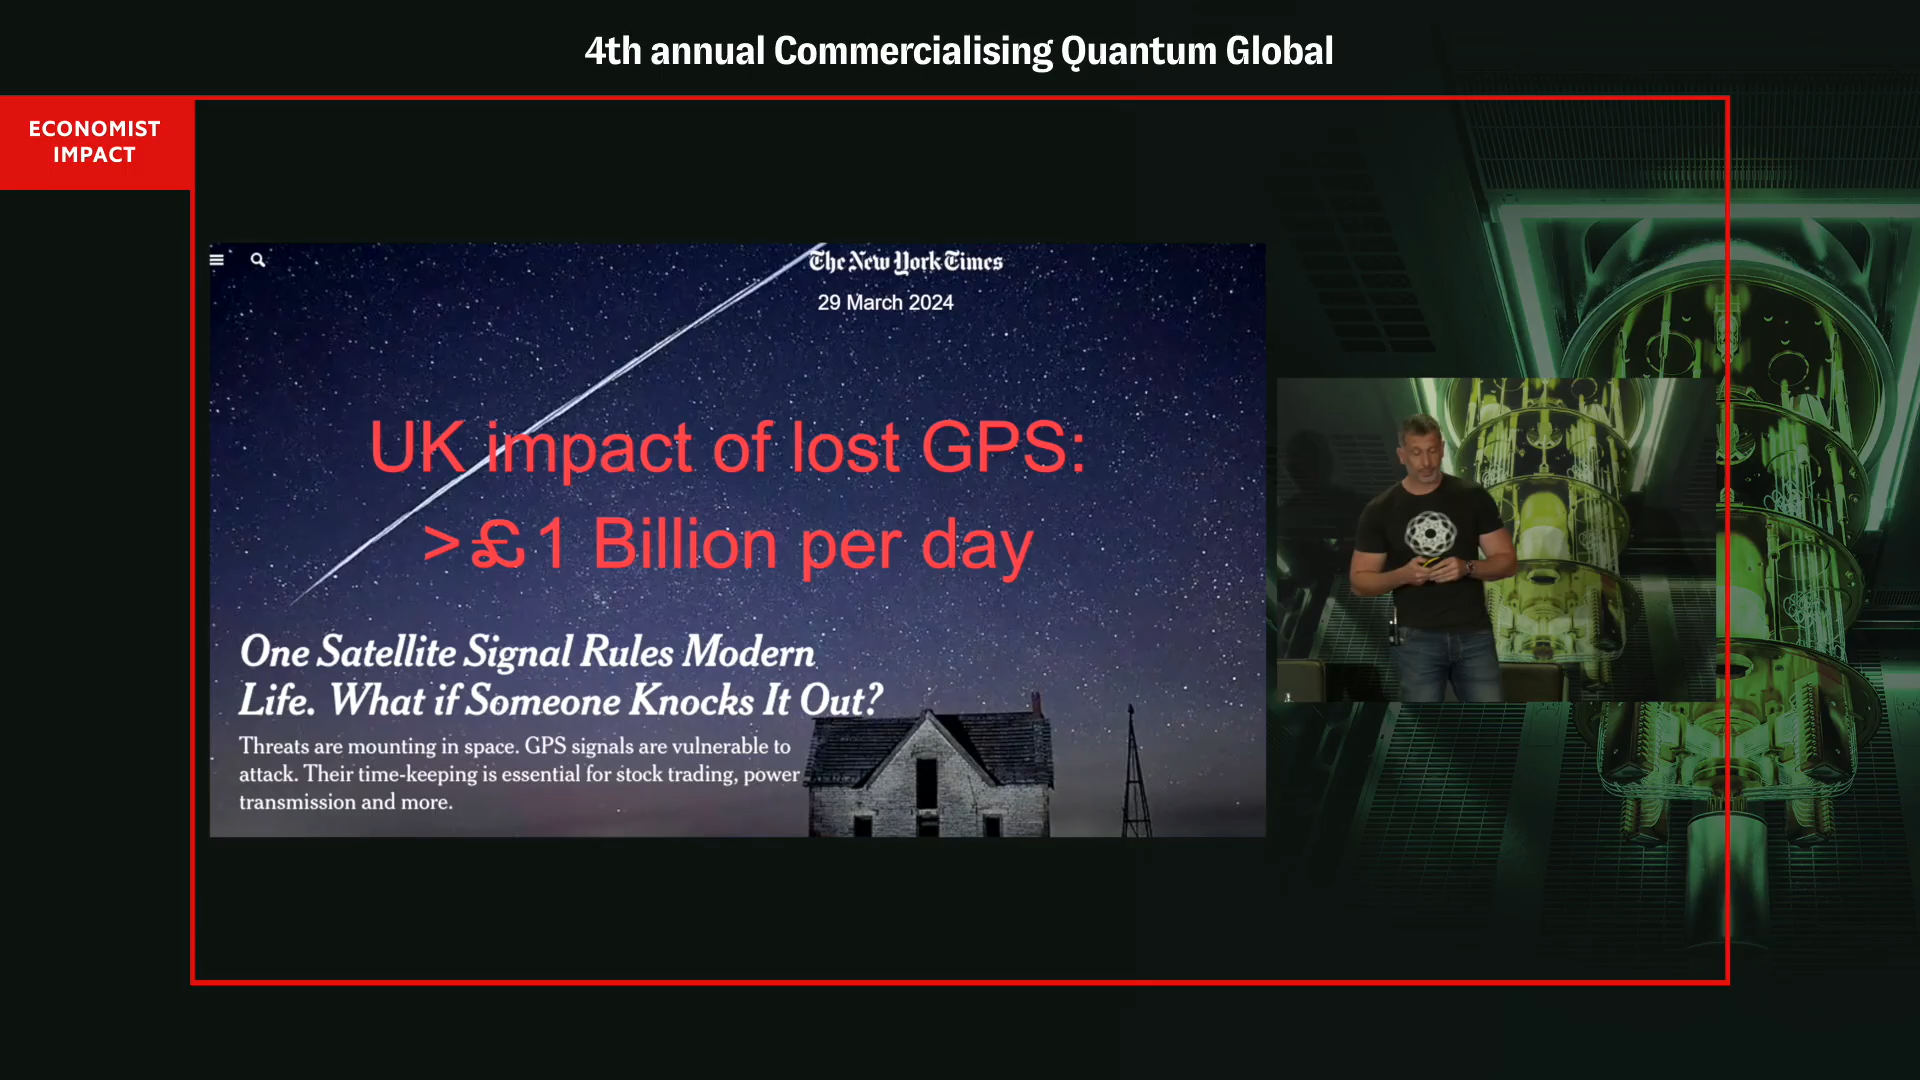 4th annual Commercialising Quantum Global
ECONOMIST
IMPACT
The New York Times
29 March 2024
UK impact of lost GPS:
>£1 Billion per day
One Satellite Signal Rules Modern
Life. What if Someone Knocks It Out?
Threats are mounting in space. GPS signals are vulnerable to
attack. Their time-keeping is essential for stock trading, power
transmission and more.